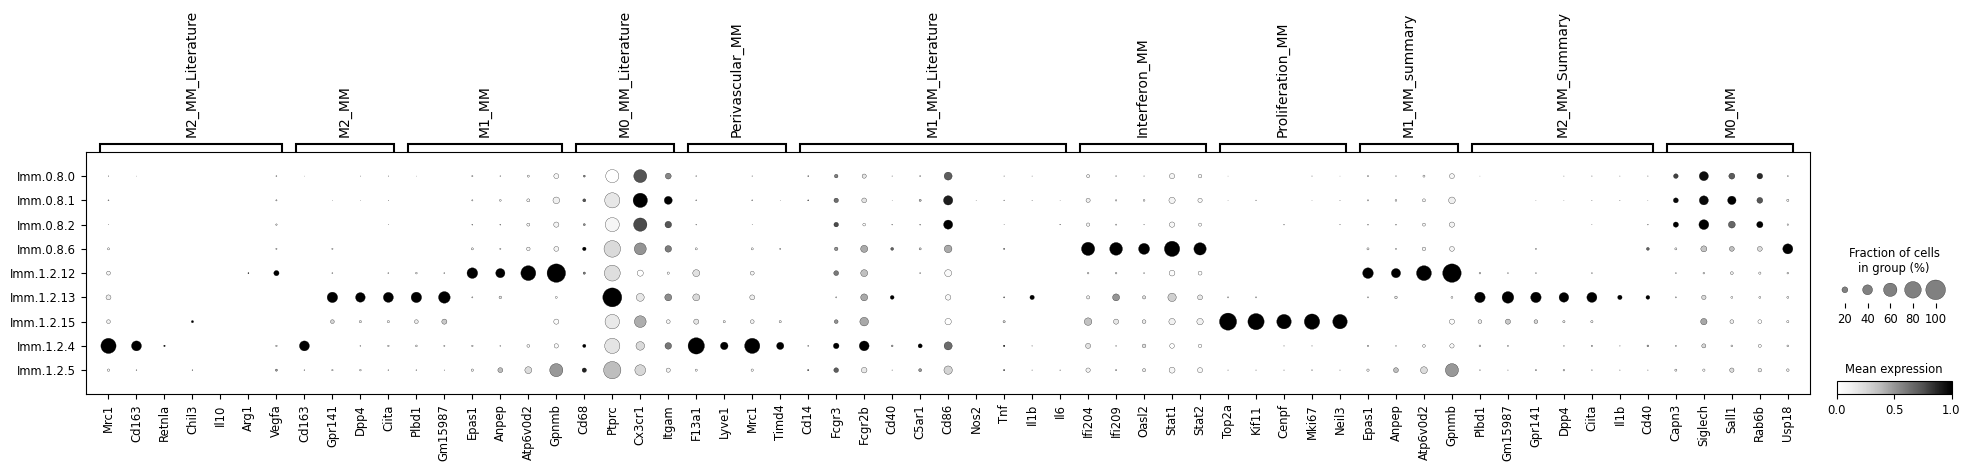 M2_MM_Literature
M2_MM
M1_MM
M0_MM_Literature
Perivascular_MM
M1_MM_Literature
Interferon_MM
Proliferation_MM
M1_MM_summary
M2_MM_Summary
M0_MM
Imm.0.8.0
Imm.0.8.1
Imm.0.8.2
Imm.0.8.6
Imm.1.2.12
Imm.1.2.13
Imm.1.2.15
Imm.1.2.4
Imm.1.2.5
Mrc1
Cd163
Retnla
Chil3
Il10
Arg1
Vegfa
Cd163
Gpr141
Dpp4
Ciita
Plbd1
Gm15987
Epas1
Anpep
Atp6v0d2
Gpnmb
Cd68
Ptprc
Cx3cr1
Itgam
F13a1
Lyve1
Mrc1
Timd4
Cd14
Fcgr3
Fcgr2b
Cd40
C5ar1
Cd86
Nos2
Tnf
Il1b
Il6
Ifi204
Ifi209
Oasl2
Stat1
Stat2
Top2a
Kif11
Cenpf
Mki67
Neil3
Epas1
Anpep
Atp6v0d2
Gpnmb
Plbd1
Gm15987
Gpr141
Dpp4
Ciita
Il1b
Cd40
Capn3
Siglech
Sall1
Rab6b
Usp18
Fraction of cells
in group (%)
20 40 60 80 100
Mean expression
0.0 0.5 1.0